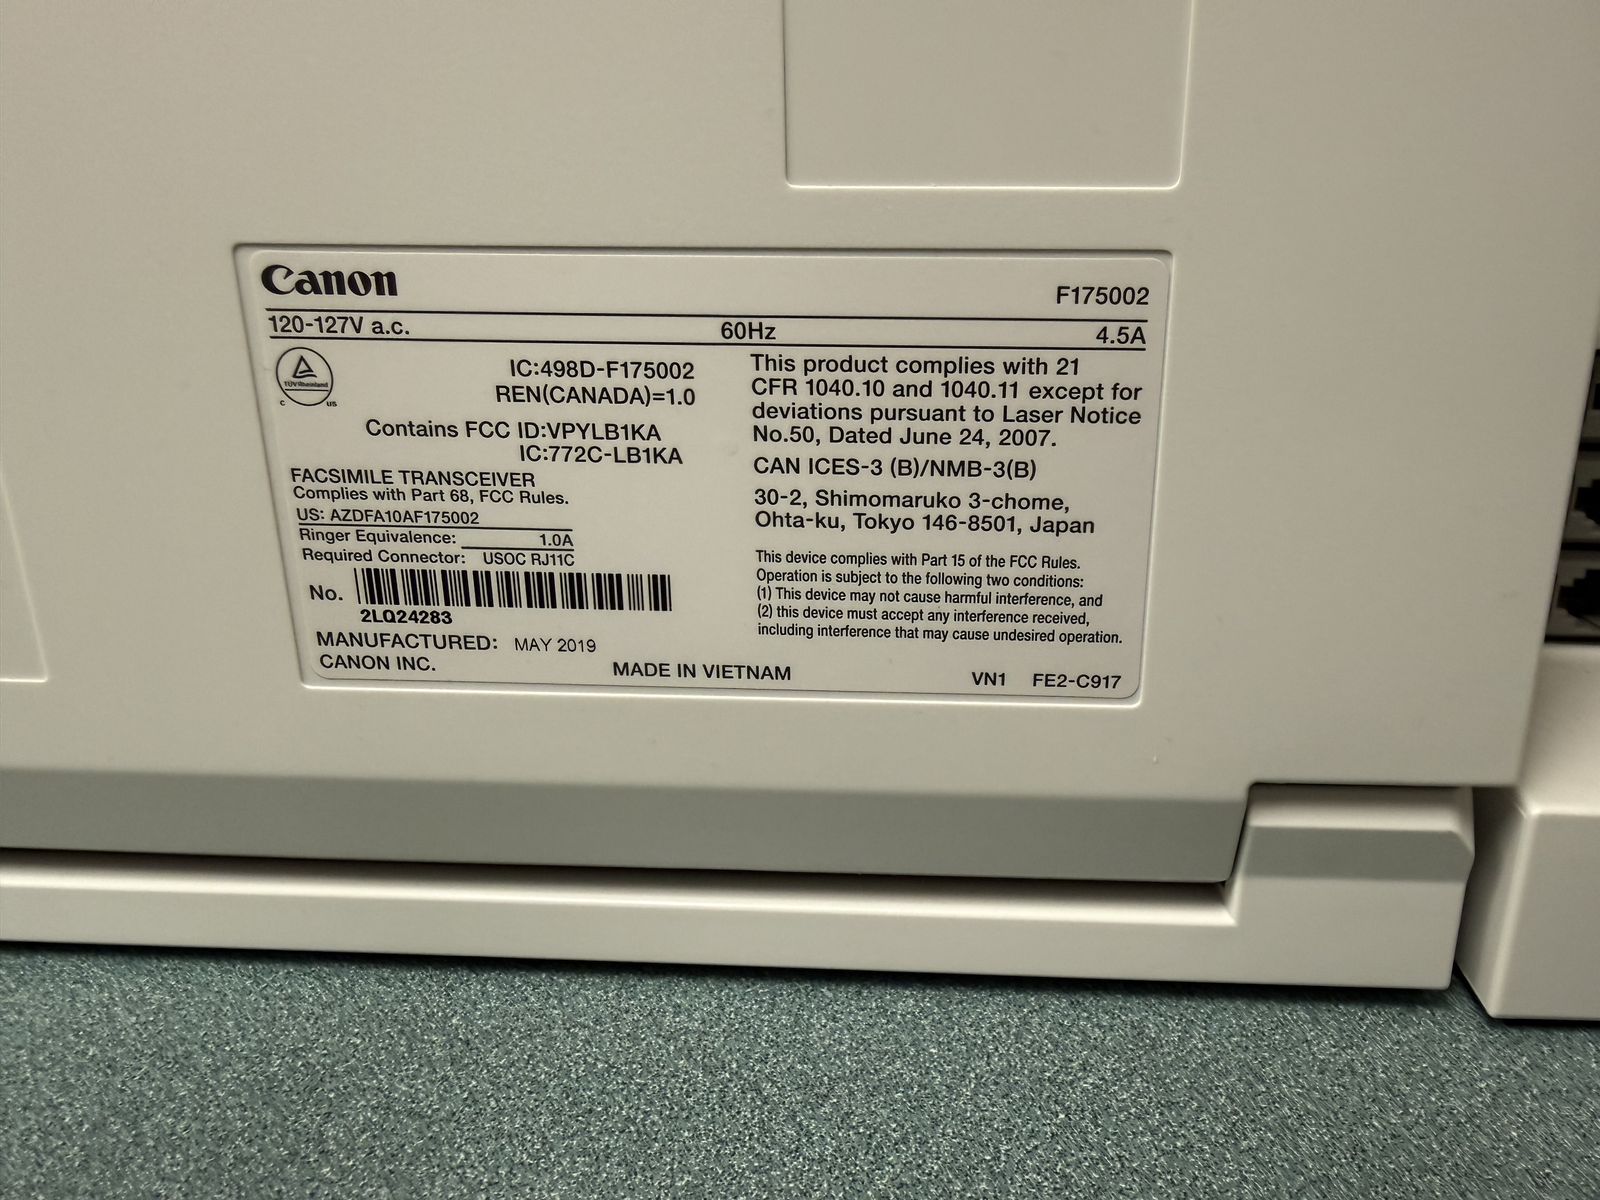 Canon
F175002
120-127V a.c. 60Hz 4.5A
TÜVRheinland
C US
IC:498D-F175002
REN(CANADA)=1.0
Contains FCC ID:VPYLB1KA
IC:772C-LB1KA
FACSIMILE TRANSCEIVER
Complies with Part 68, FCC Rules.
US: AZDFA10AF175002
Ringer Equivalence: 1.0A
Required Connector: USOC RJ11C
No.
2LQ24283
MANUFACTURED: MAY 2019
CANON INC.
MADE IN VIETNAM
This product complies with 21
CFR 1040.10 and 1040.11 except for
deviations pursuant to Laser Notice
No.50, Dated June 24, 2007.
CAN ICES-3 (B)/NMB-3(B)
30-2, Shimomaruko 3-chome,
Ohta-ku, Tokyo 146-8501, Japan
This device complies with Part 15 of the FCC Rules.
Operation is subject to the following two conditions:
(1) This device may not cause harmful interference, and
(2) this device must accept any interference received,
including interference that may cause undesired operation.
VN1 FE2-C917